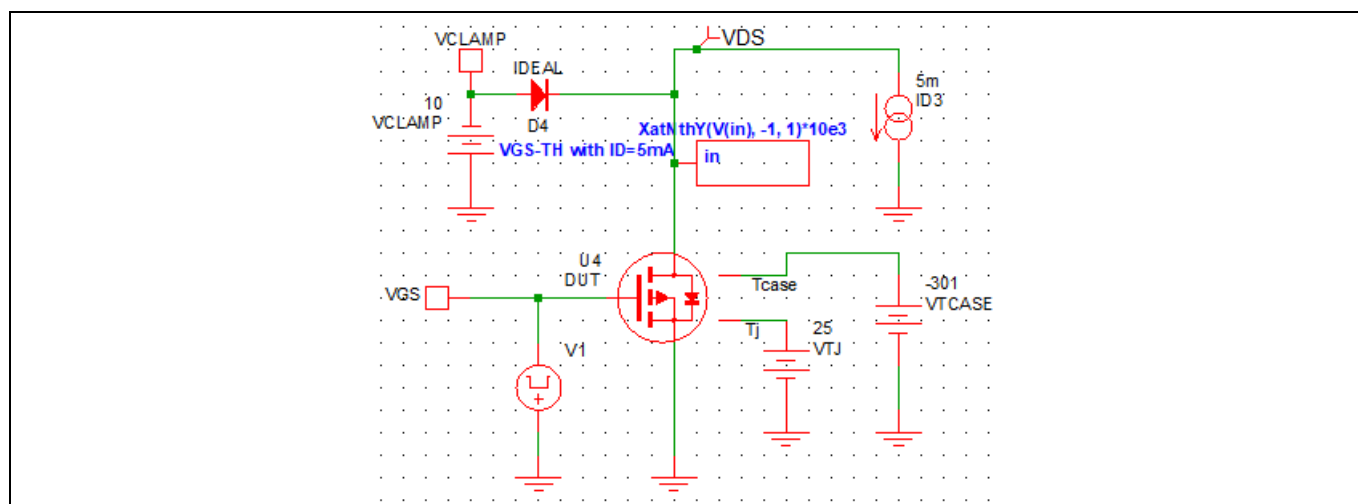 VCLAMP
VDS
IDEAL
5m
ID3
10
VCLAMP
D4
XatNthY(V(in), -1, 1)*10e3
VGS-TH with ID=5mA
in
U4
DUT
Tcase
-301
VTCASE
VGS
Tj
25
VTJ
V1